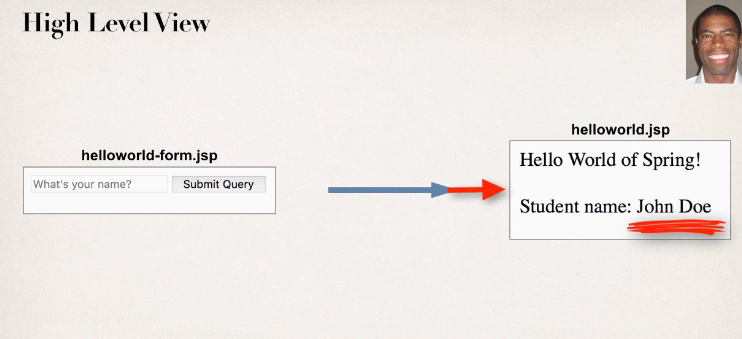 High Level View
helloworld-form.jsp
What's your name? Submit Query
helloworld.jsp
Hello World of Spring!
Student name: John Doe